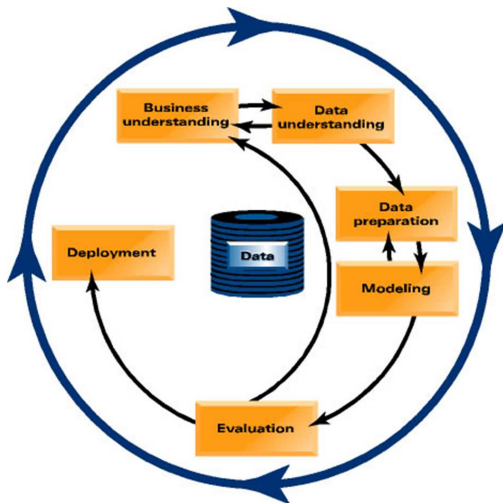 Business
understanding
Data
understanding
Data
preparation
Modeling
Deployment
Data
Evaluation